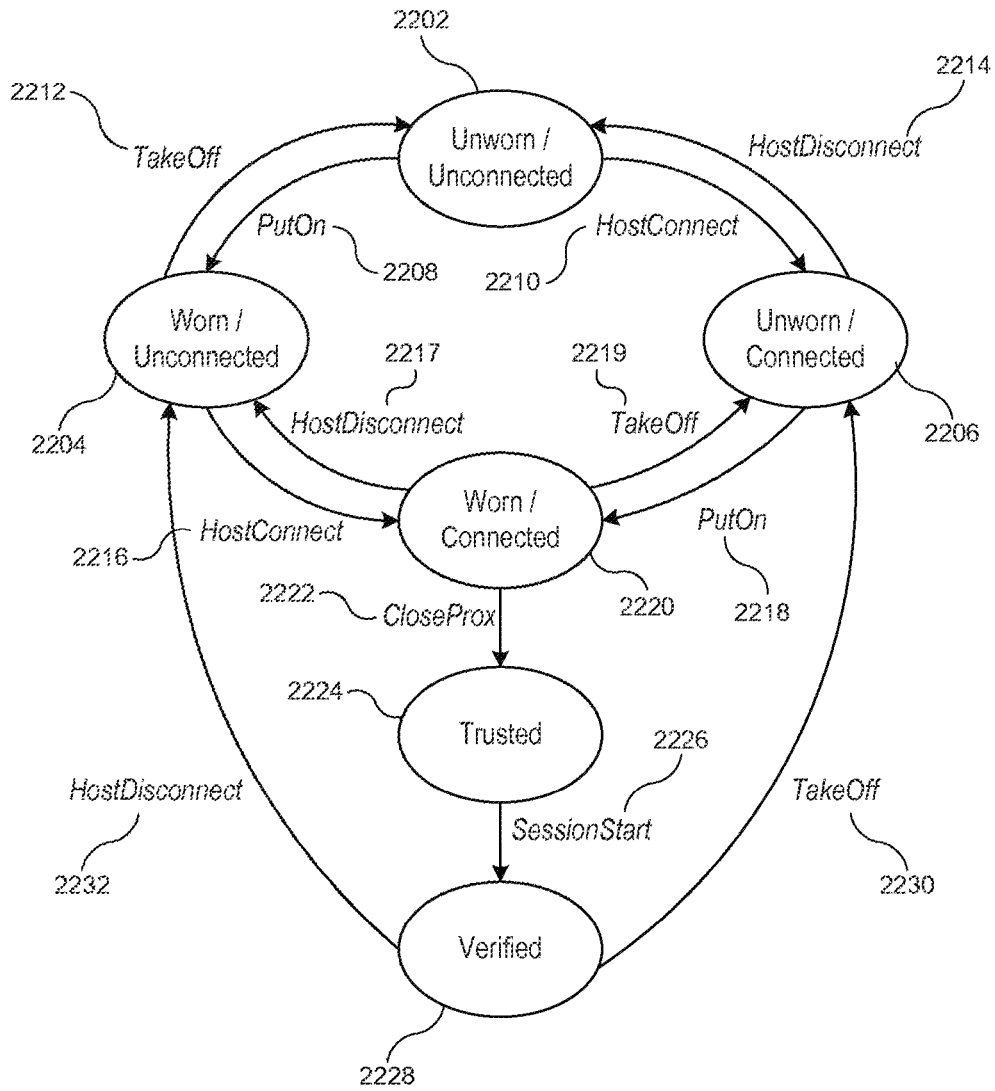 2202
2212
2214
TakeOff
Unworn /
Unconnected
HostDisconnect
PutOn
HostConnect
2208
2210
Worn /
Unconnected
Unworn /
Connected
2217
2219
HostDisconnect
TakeOff
2204
2206
HostConnect
Worn /
Connected
PutOn
2216
2220
2218
2222
CloseProx
2224
Trusted
2226
HostDisconnect
TakeOff
SessionStart
2232
2230
Verified
2228